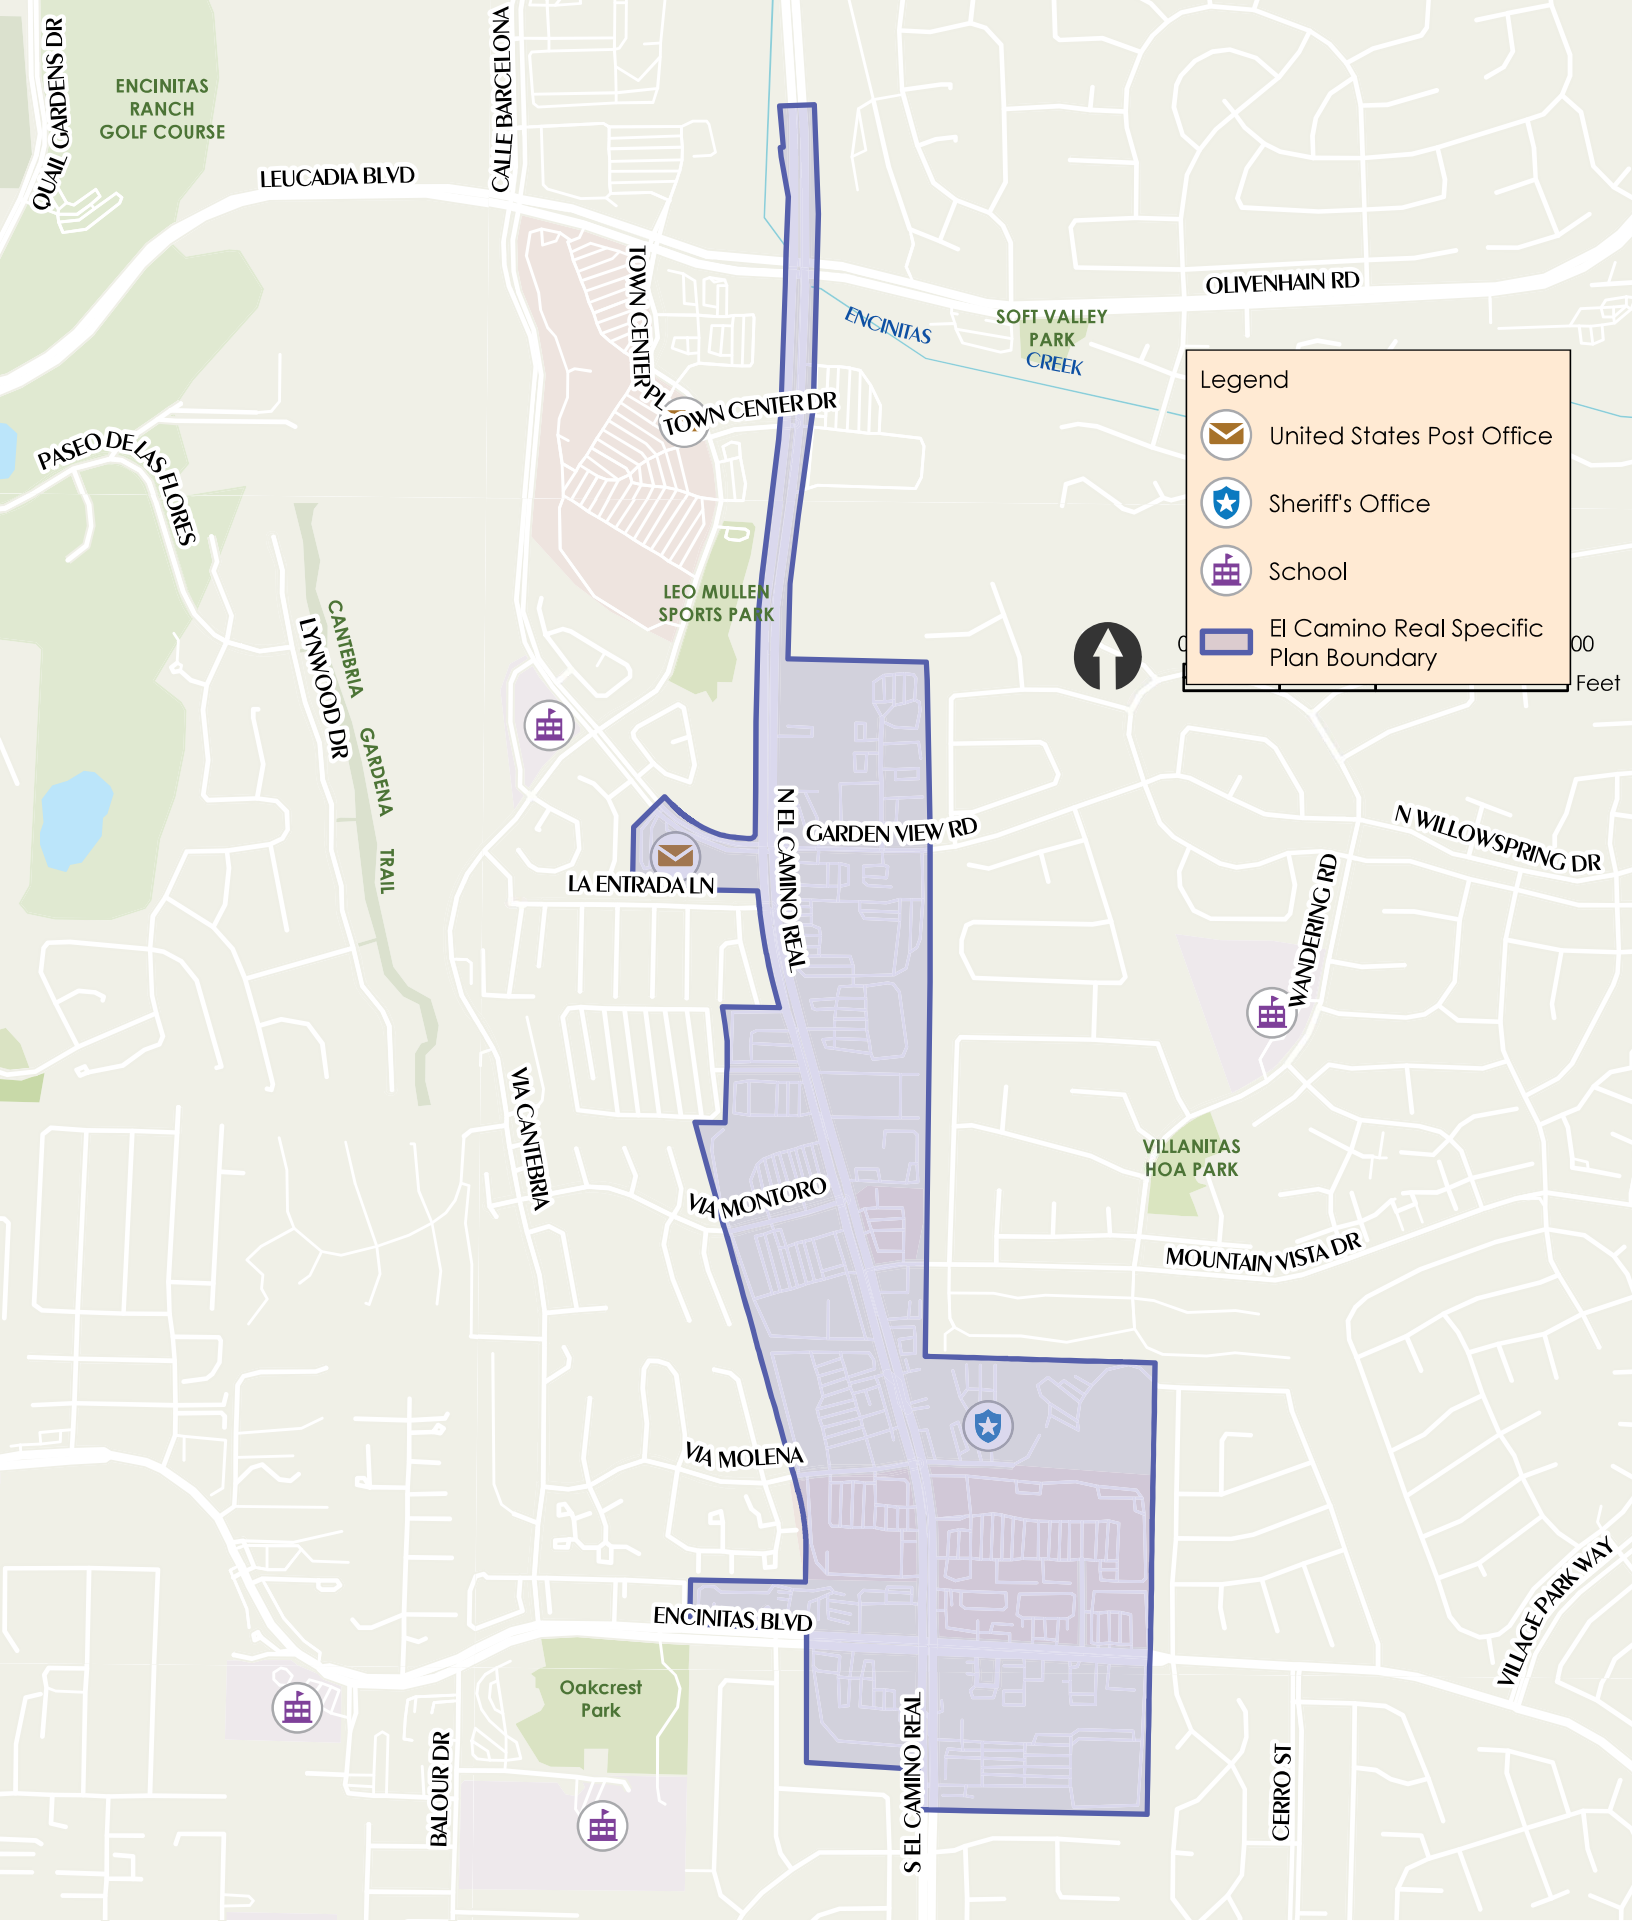 QUAIL GARDENS DR
ENCINITAS
RANCH
GOLF COURSE
CALLE BARCELONA
LEUCADIA BLVD
TOWN CENTER PL
TOWN CENTER DR
OLIVENHAIN RD
SOFT VALLEY
PARK
ENCINITAS
CREEK
Legend
United States Post Office
Sheriff's Office
School
El Camino Real Specific
Plan Boundary
00
Feet
PASEO DE LAS FLORES
LEO MULLEN
SPORTS PARK
CANTEBRIA
GARDENA
TRAIL
LYNWOOD DR
N EL CAMINO REAL
GARDEN VIEW RD
LA ENTRADA LN
N WILLOWSPRING DR
WANDERING RD
VIA CANTEBRIA
VILLANITAS
HOA PARK
VIA MONTORO
MOUNTAIN VISTA DR
VIA MOLENA
ENCINITAS BLVD
VILLAGE PARK WAY
Oakcrest
Park
BALOUR DR
S EL CAMINO REAL
CERRO ST